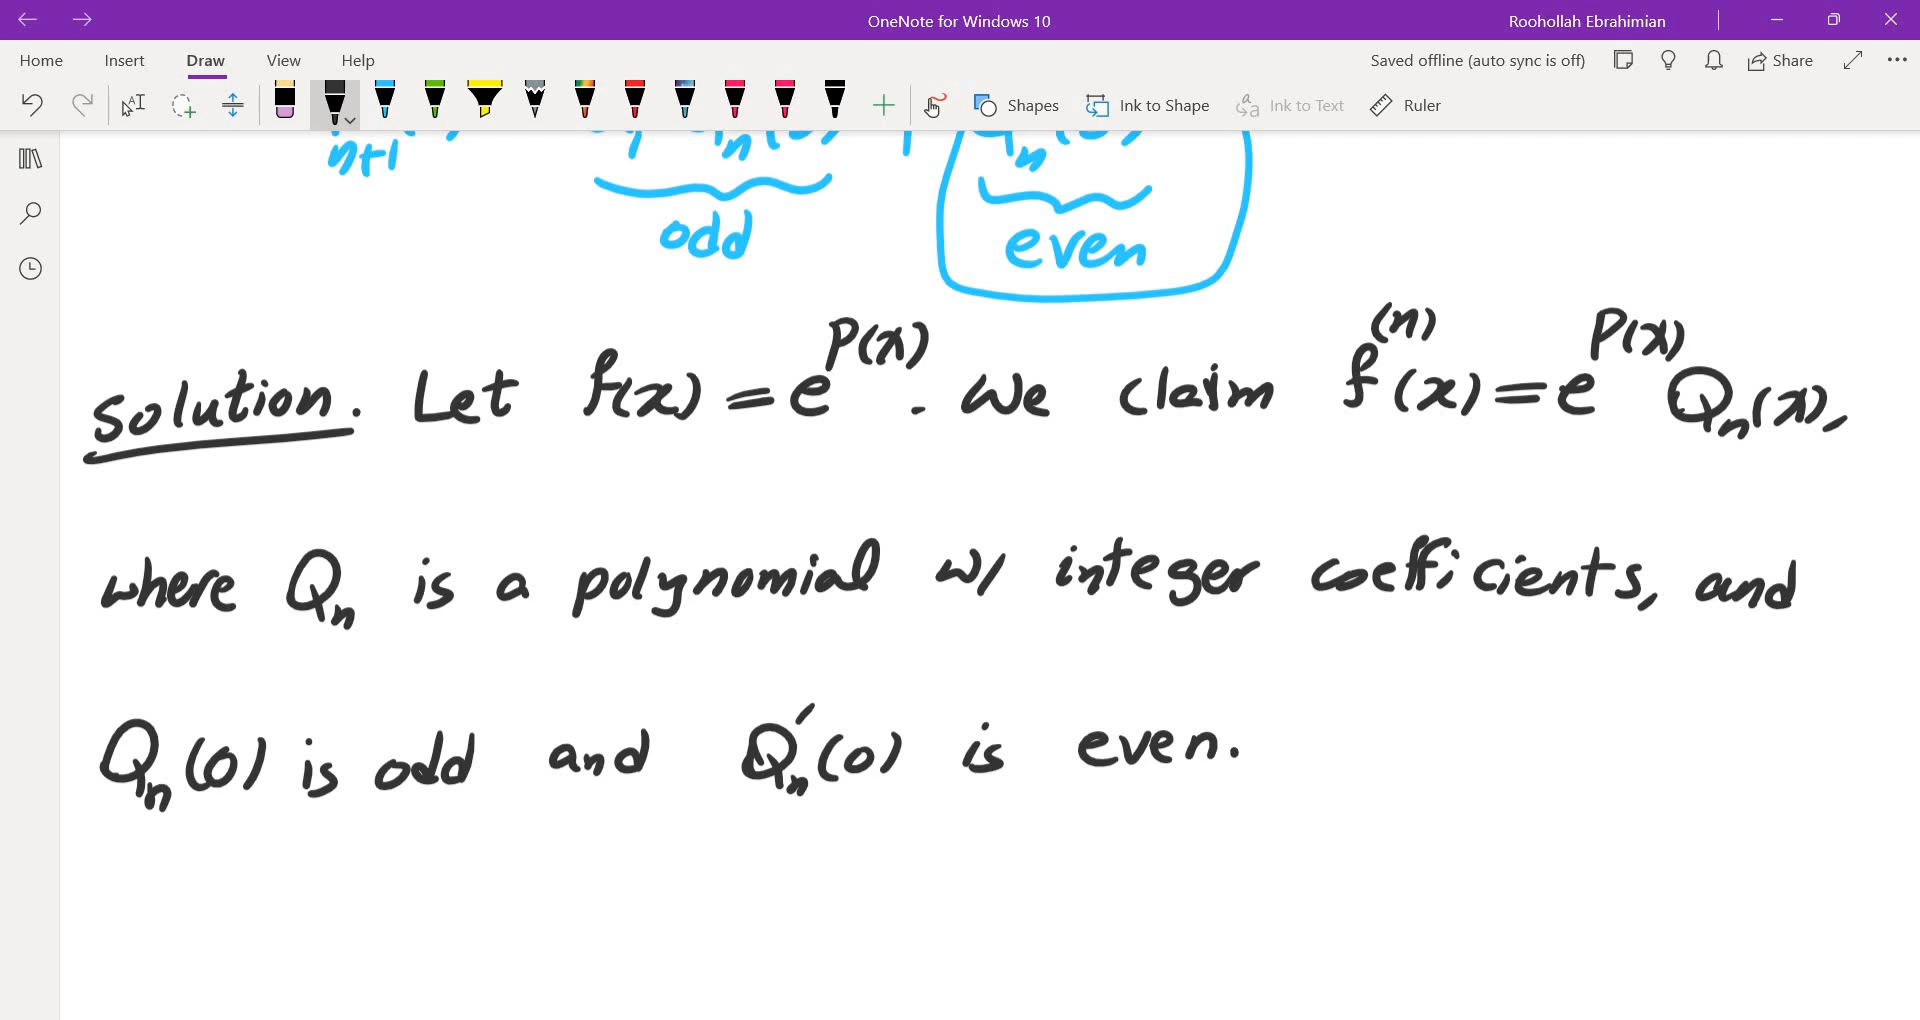 OneNote for Windows 10
Roohollah Ebrahimian
Home Insert Draw View Help
Saved offline (auto sync is off) Share
Shapes Ink to Shape Ink to Text Ruler
n+1
odd
even
Solution. Let f(x) = e^{P(x)}. We claim f^{(n)}(x) = e^{P(x)} Q_n(x),
where Q_n is a polynomial w/ integer coefficients, and
Q_n(0) is odd and Q'_n(0) is even.